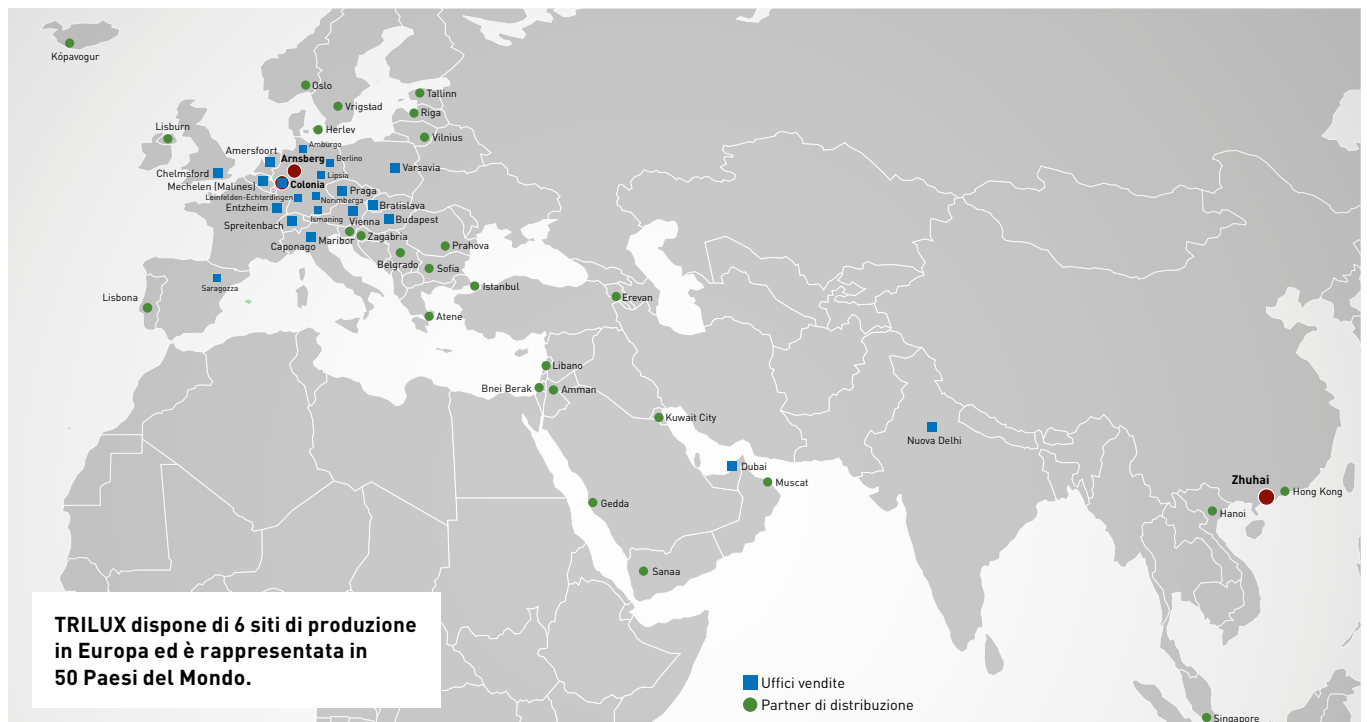 Kópavogur
Oslo
Tallinn
Vrigstad
Riga
Lisburn
Herlev
Vilnius
Amburgo
Amersfoort
Arnsberg
Berlino
Chelmsford
Lipsia
Varsavia
Mechelen (Malines)
Colonia
Praga
Leinfelden-Echterdingen
Norimberga
Entzheim
Bratislava
Ismaning
Vienna
Budapest
Spreitenbach
Caponago
Maribor
Zagabria
Prahova
Belgrado
Sofia
Saragozza
Istanbul
Lisbona
Erevan
Atene
Libano
Bnei Berak
Amman
Kuwait City
Nuova Delhi
Dubai
Muscat
Zhuhai
Hong Kong
Gedda
Hanoi
Sanaa
TRILUX dispone di 6 siti di produzione
in Europa ed è rappresentata in
50 Paesi del Mondo.
Uffici vendite
Partner di distribuzione
Singapore